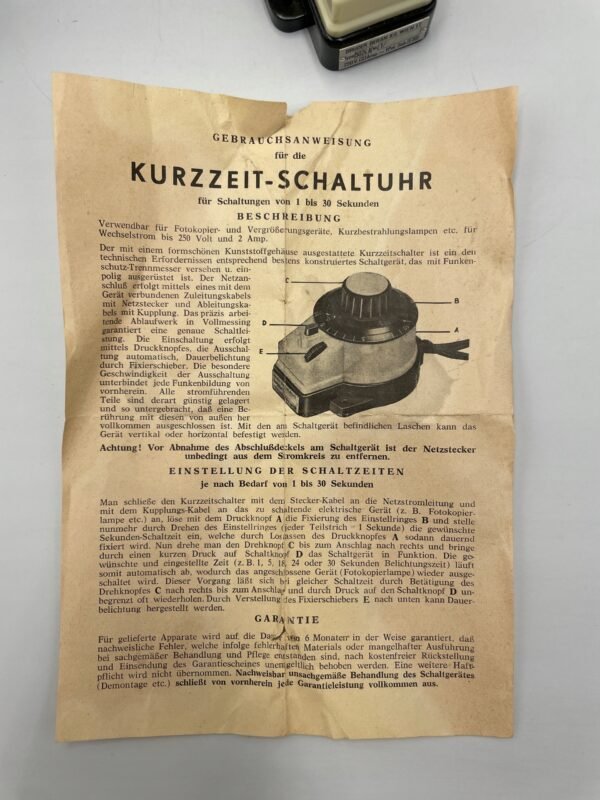 GEBRAUCHSANWEISUNG
für die
KURZZEIT-SCHALTUHR
für Schaltungen von 1 bis 30 Sekunden
BESCHREIBUNG
Verwendbar für Fotokopier- und Vergrößerungsgeräte, Kurzbestrahlungslampen etc. für
Wechselstrom bis 250 Volt und 2 Amp.
Der mit einem formschönen Kunststoffgehäuse ausgestattete Kurzzeitschalter ist ein den
technischen Erfordernissen entsprechend bestens konstruiertes Schaltgerät, das mit Funken-
schutz-Trennmesser versehen u. ein-
polig ausgerüstet ist. Der Netzan-
schluß erfolgt mittels eines mit dem
Gerät verbundenen Zuleitungskabels
mit Netzstecker und Ableitungska-
bels mit Kupplung. Das präzis arbei-
tende Ablaufwerk in Vollmessing
garantiert eine genaue Schaltlei-
stung. Die Einschaltung erfolgt
mittels Druckknopfes, die Ausschal-
tung automatisch, Dauerbelichtung
durch Fixierschieber. Die besondere
Geschwindigkeit der Ausschaltung
unterbindet jede Funkenbildung von
vornherein. Alle stromführenden
Teile sind derart günstig gelagert
und so untergebracht, daß eine Be-
rührung mit diesen von außen her
vollkommen ausgeschlossen ist. Mit den am Schaltgerät befindlichen Laschen kann das
Gerät vertikal oder horizontal befestigt werden.
C
B
D
A
E
Achtung! Vor Abnahme des Abschlußdeckels am Schaltgerät ist der Netzstecker
unbedingt aus dem Stromkreis zu entfernen.
EINSTELLUNG DER SCHALTZEITEN
je nach Bedarf von 1 bis 30 Sekunden
Man schließe den Kurzzeitschalter mit dem Stecker-Kabel an die Netzstromleitung und
mit dem Kupplungs-Kabel an das zu schaltende elektrische Gerät (z. B. Fotokopier-
lampe etc.) an, löse mit dem Druckknopf A die Fixierung des Einstellringes B und stelle
nunmehr durch Drehen des Einstellringes (jeder Teilstrich = 1 Sekunde) die gewünschte
Sekunden-Schaltzeit ein, welche durch Loslassen des Druckknopfes A sodann dauernd
fixiert wird. Nun drehe man den Drehknopf C bis zum Anschlag nach rechts und bringe
durch einen kurzen Druck auf Schaltknopf D das Schaltgerät in Funktion. Die ge-
wünschte und eingestellte Zeit (z. B. 1, 5, 18, 24 oder 30 Sekunden Belichtungszeit) läuft
somit automatisch ab, wodurch das angeschlossene Gerät (Fotokopierlampe) wieder ausge-
schaltet wird. Dieser Vorgang läßt sich bei gleicher Schaltzeit durch Betätigung des
Drehknopfes C nach rechts bis zum Anschlag und durch Druck auf den Schaltknopf D un-
begrenzt oft wiederholen. Durch Verstellung des Fixierschiebers E nach unten kann Dauer-
belichtung hergestellt werden.
GARANTIE
Für gelieferte Apparate wird auf die Dauer von 6 Monaten in der Weise garantiert, daß
nachweisliche Fehler, welche infolge fehlerhaften Materials oder mangelhafter Ausführung
bei sachgemäßer Behandlung und Pflege entstanden sind, nach kostenfreier Rückstellung
und Einsendung des Garantiescheines unentgeltlich behoben werden. Eine weitere Haft-
pflicht wird nicht übernommen. Nachweisbar unsachgemäße Behandlung des Schaltgerätes
(Demontage etc.) schließt von vornherein jede Garantieleistung vollkommen aus.